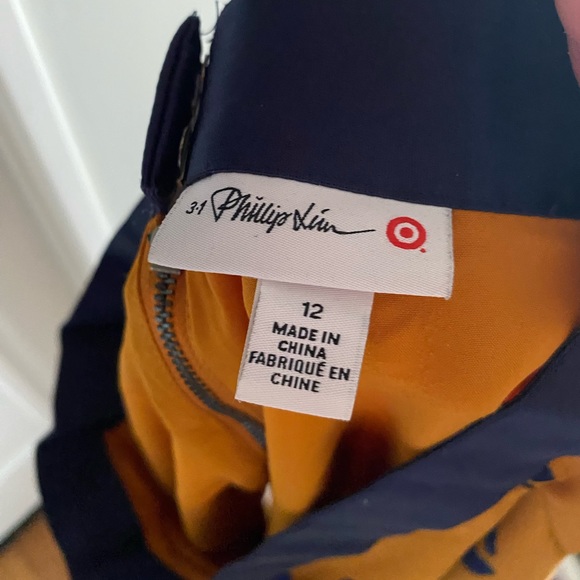 3.1 Phillip Lim
12
MADE IN
CHINA
FABRIQUÉ EN
CHINE